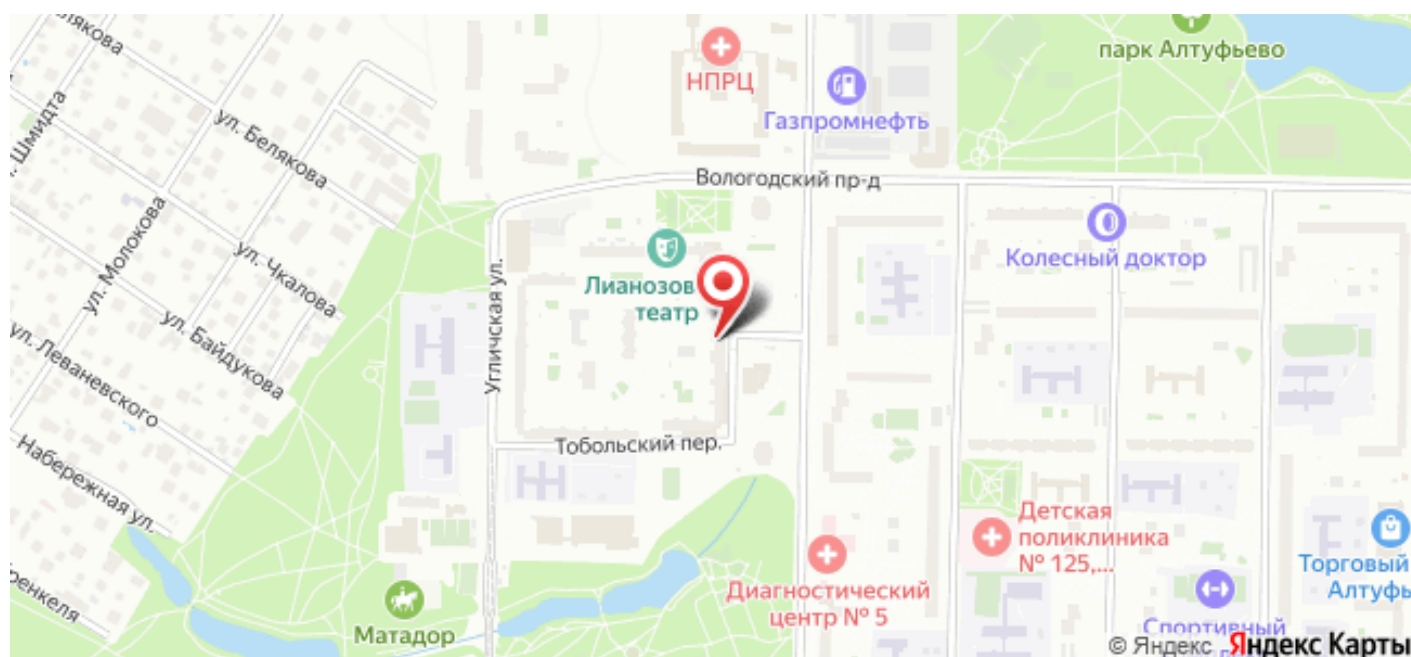 парк Алтуфьево
НПРЦ
Газпромнефть
ул. Белякова
Шмидта
ул. Молокова
Вологодский пр-д
ул. Чкалова
Колесный доктор
Лианозов
театр
Угличская ул.
ул. Байдукова
ул. Леваневского
Тобольский пер.
Набережная ул.
Детская
поликлиника
№ 125,...
Диагностический
центр № 5
Торговый
Алтуфь
Матадор
Спортивный
© Яндекс Яндекс Карты